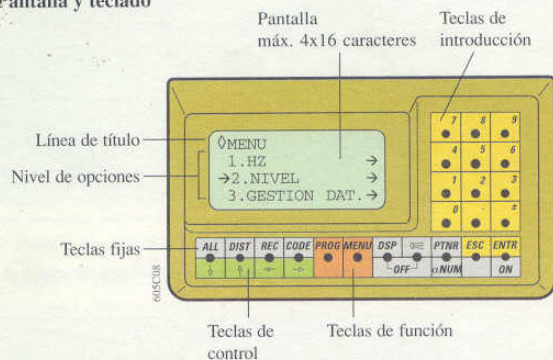 Pantalla y teclado
Pantalla
máx. 4x16 caracteres
Teclas de
introducción
Línea de título
Nivel de opciones
◊MENU
1.HZ →
→2.NIVEL →
3.GESTION DAT.→
7 8 9
4 5 6
1 2 3
0 . ±
Teclas fijas
ALL DIST REC CODE PROG MENU DSP PTNR ESC ENTR
↓ ↑ ← → OFF αNUM ON
605C08
Teclas de
control
Teclas de función